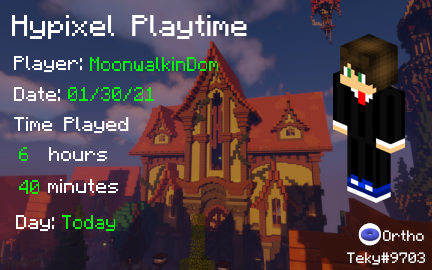 Hypixel Playtime
Player: MoonwalkinDom
Date: 01/30/21
Time Played
6 hours
40 minutes
Day: Today
Ortho
Teky#9703